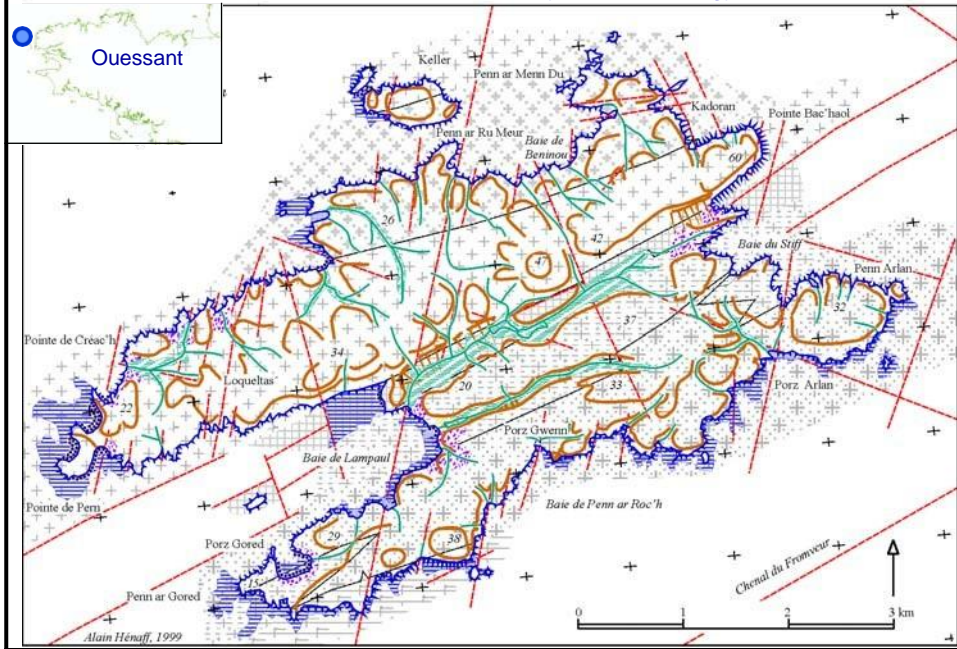 Ouessant
Keller
Penn ar Menn Du
Kadoran
Pointe Bac'haol
Penn ar Ru Meur
Baie de
Beninou
60
26
42
47
Baie du Stiff
Penn Arlan
32
37
Pointe de Créac'h
34
33
Loqueltas
20
22
Porz Arlan
Porz Gwenn
Baie de Lampaul
Pointe de Pern
Baie de Penn ar Roc'h
Porz Gored
29
38
15
Penn ar Gored
Chenal du Fromveur
Alain Hénaff, 1999
0 1 2 3 km